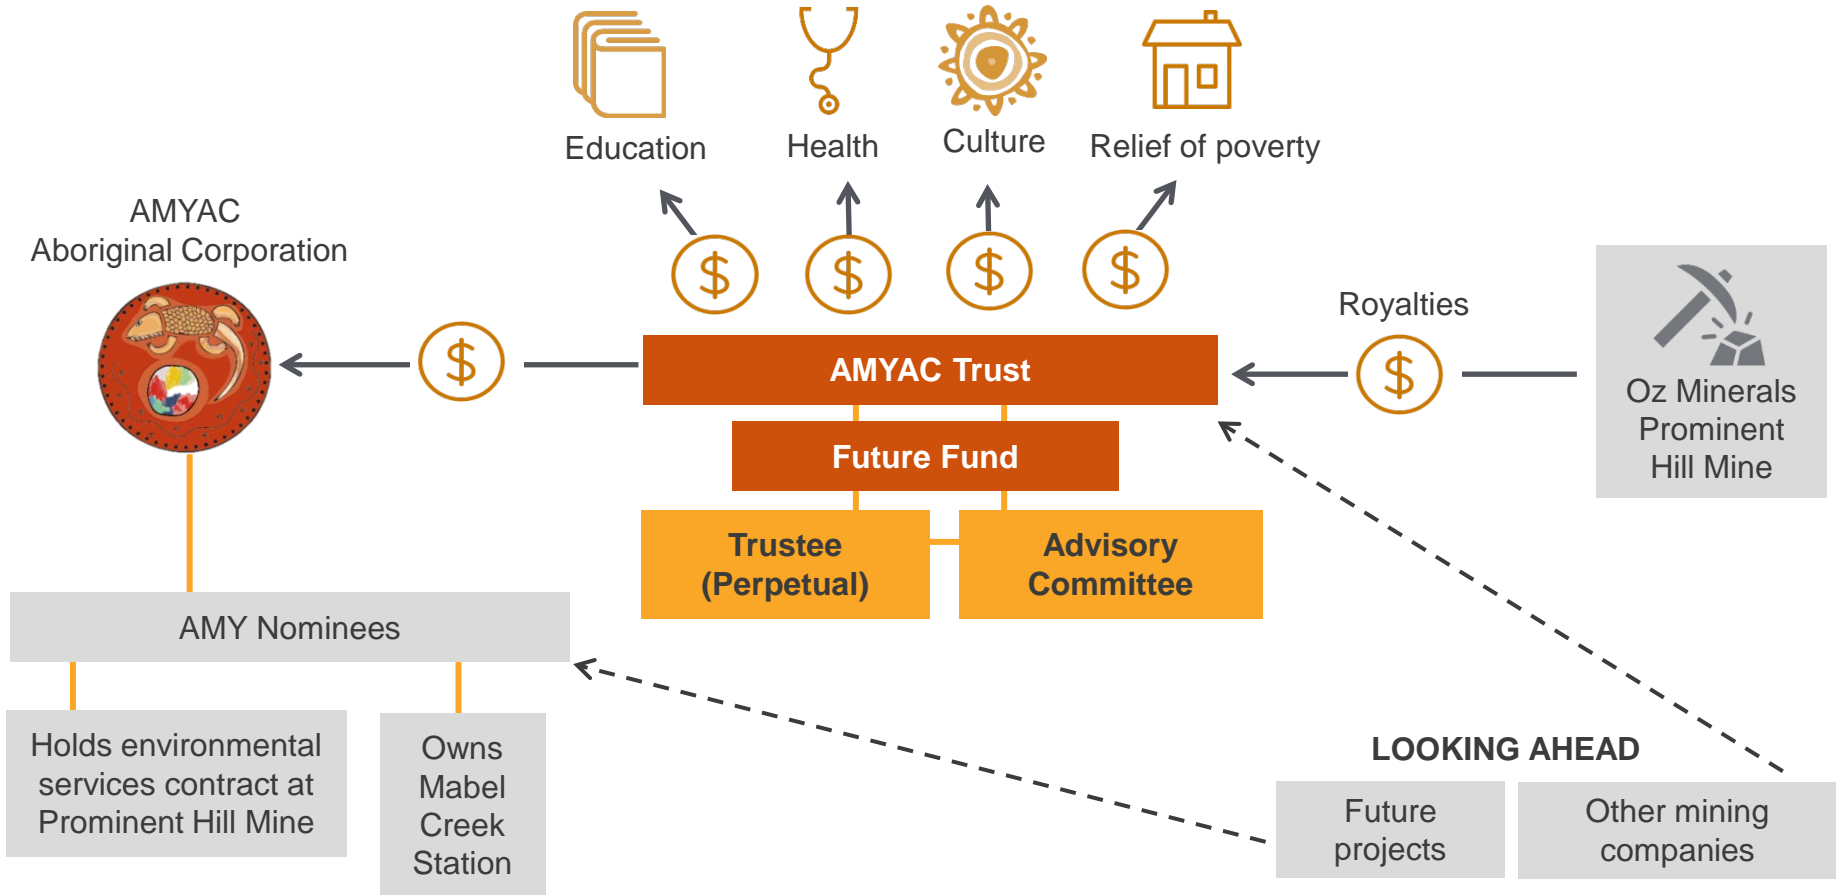 Education
Health
Culture
Relief of poverty
AMYAC
Aboriginal Corporation
$
$
$
$
Royalties
$
$
AMYAC Trust
Oz Minerals
Prominent
Hill Mine
Future Fund
Trustee
(Perpetual)
Advisory
Committee
AMY Nominees
Holds environmental
services contract at
Prominent Hill Mine
Owns
Mabel
Creek
Station
LOOKING AHEAD
Future
projects
Other mining
companies